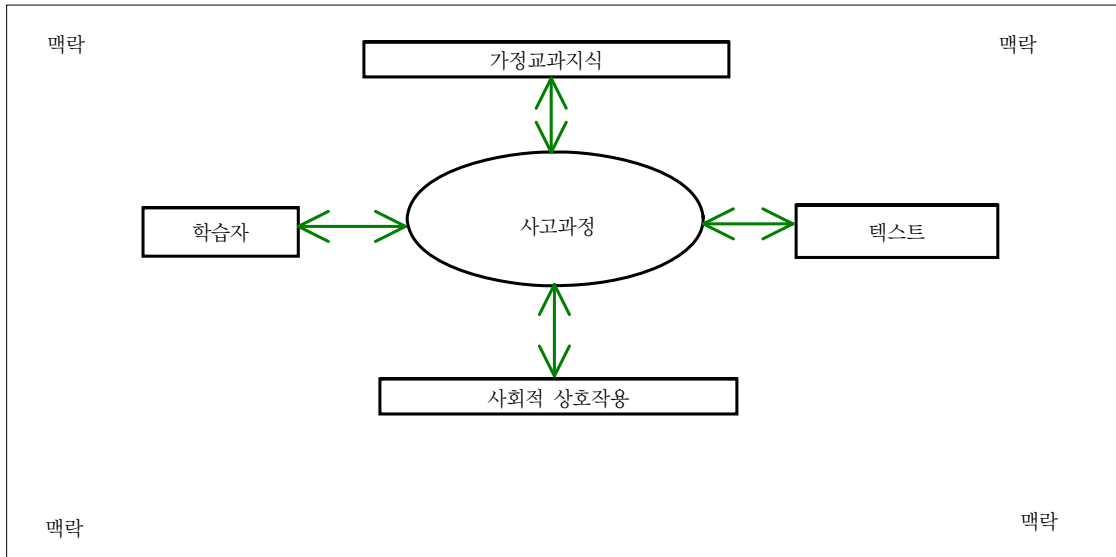 맥락
맥락
가정교과지식
학습자
사고과정
텍스트
사회적 상호작용
맥락
맥락